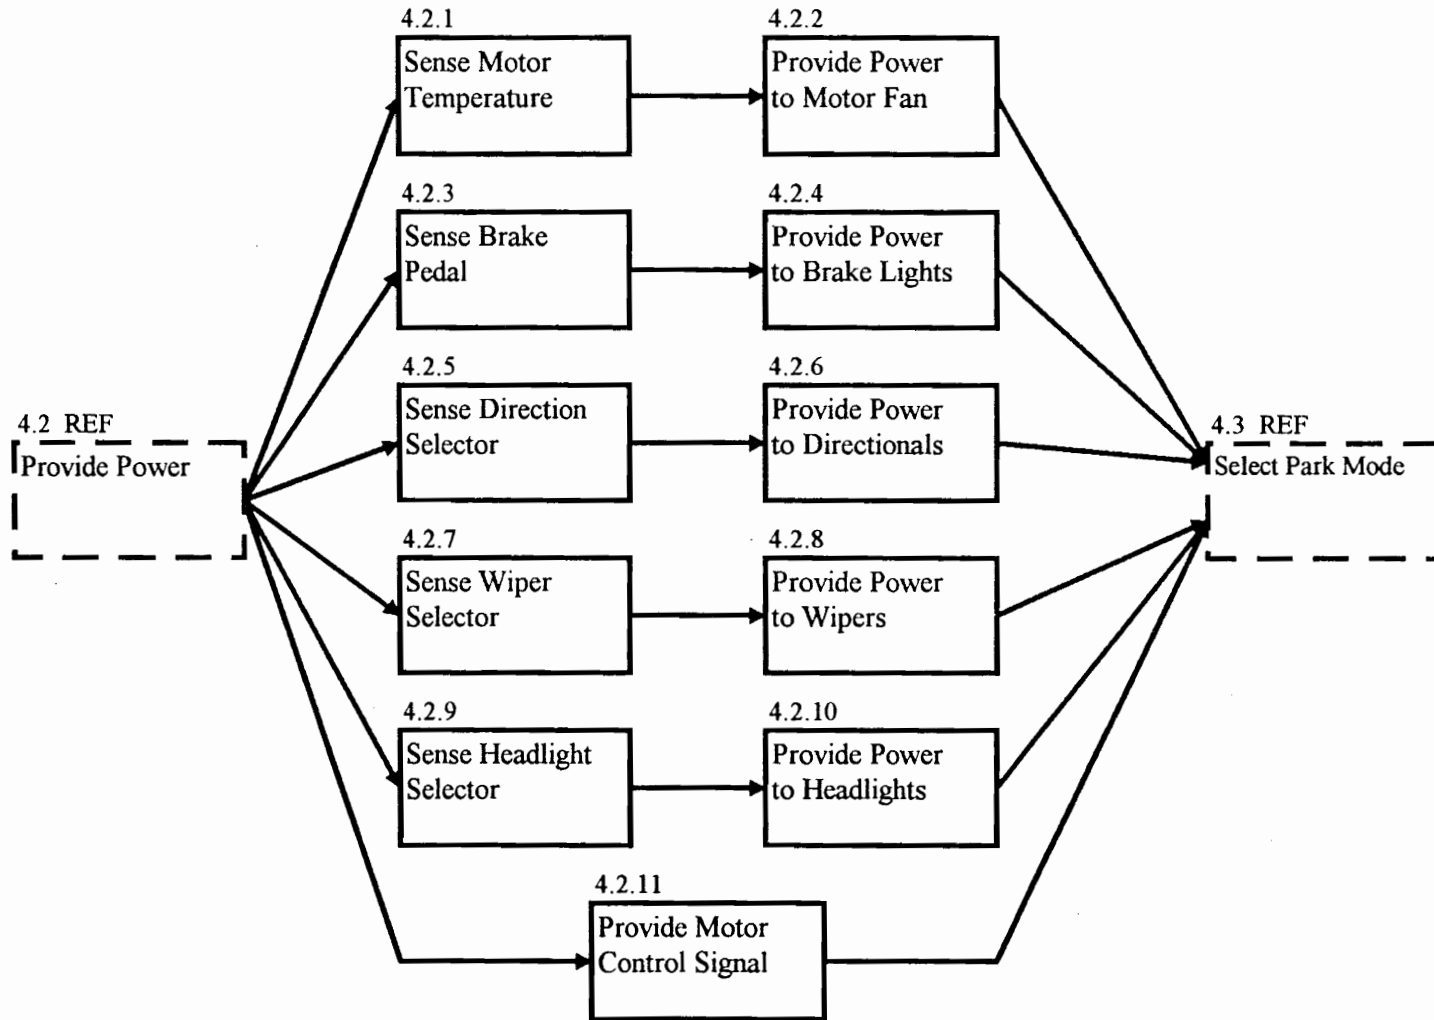 4.2.1
Sense Motor
Temperature
4.2.2
Provide Power
to Motor Fan
4.2.3
Sense Brake
Pedal
4.2.4
Provide Power
to Brake Lights
4.2.5
Sense Direction
Selector
4.2.6
Provide Power
to Directionals
4.2 REF
Provide Power
4.3 REF
Select Park Mode
4.2.7
Sense Wiper
Selector
4.2.8
Provide Power
to Wipers
4.2.9
Sense Headlight
Selector
4.2.10
Provide Power
to Headlights
4.2.11
Provide Motor
Control Signal